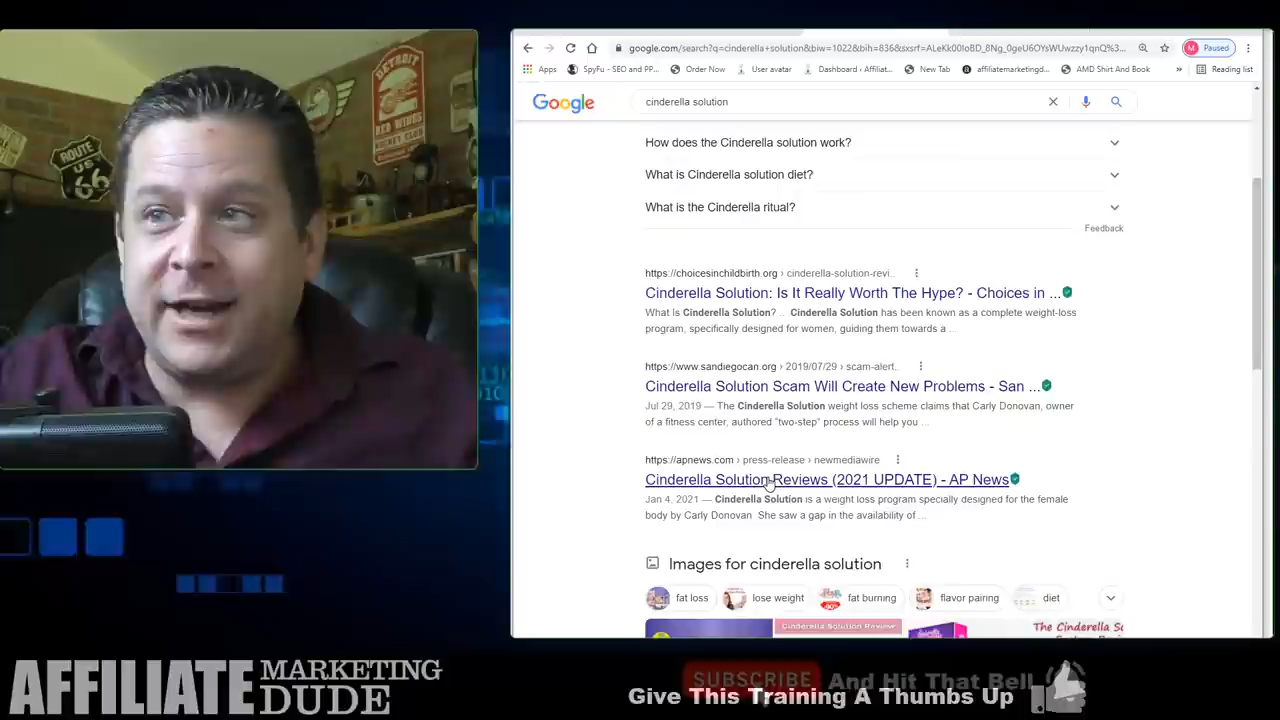 ROUTE
US
66
DETROIT
RED WINGS
HOCKEY CLUB
google.com/search?q=cinderella+solution&biw=1022&bih=836&sxsrf=ALeKk00Io8D_8Ng_0geU6OYsWUwzzy1qnQ%3...
M Paused
Apps
SpyFu - SEO and PP...
Order Now
User avatar
Dashboard ‹ Affiliat...
New Tab
affiliatemarketingd...
AMD Shirt And Book
»
Reading list
Google
cinderella solution
How does the Cinderella solution work?
What is Cinderella solution diet?
What is the Cinderella ritual?
Feedback
https://choicesinchildbirth.org › cinderella-solution-revi...
Cinderella Solution: Is It Really Worth The Hype? - Choices in ...
What Is Cinderella Solution? .. Cinderella Solution has been known as a complete weight-loss
program, specifically designed for women, guiding them towards a ...
https://www.sandiegocan.org › 2019/07/29 › scam-alert...
Cinderella Solution Scam Will Create New Problems - San ...
Jul 29, 2019 — The Cinderella Solution weight loss scheme claims that Carly Donovan, owner
of a fitness center, authored "two-step" process will help you ...
https://apnews.com › press-release › newmediawire
Cinderella Solution Reviews (2021 UPDATE) - AP News
Jan 4, 2021 — Cinderella Solution is a weight loss program specially designed for the female
body by Carly Donovan She saw a gap in the availability of ...
Images for cinderella solution
fat loss
lose weight
fat burning
flavor pairing
diet
Cinderella Solution Review
The Cinderella So
AFFILIATE MARKETING DUDE
SUBSCRIBE And Hit That Bell
Give This Training A Thumbs Up